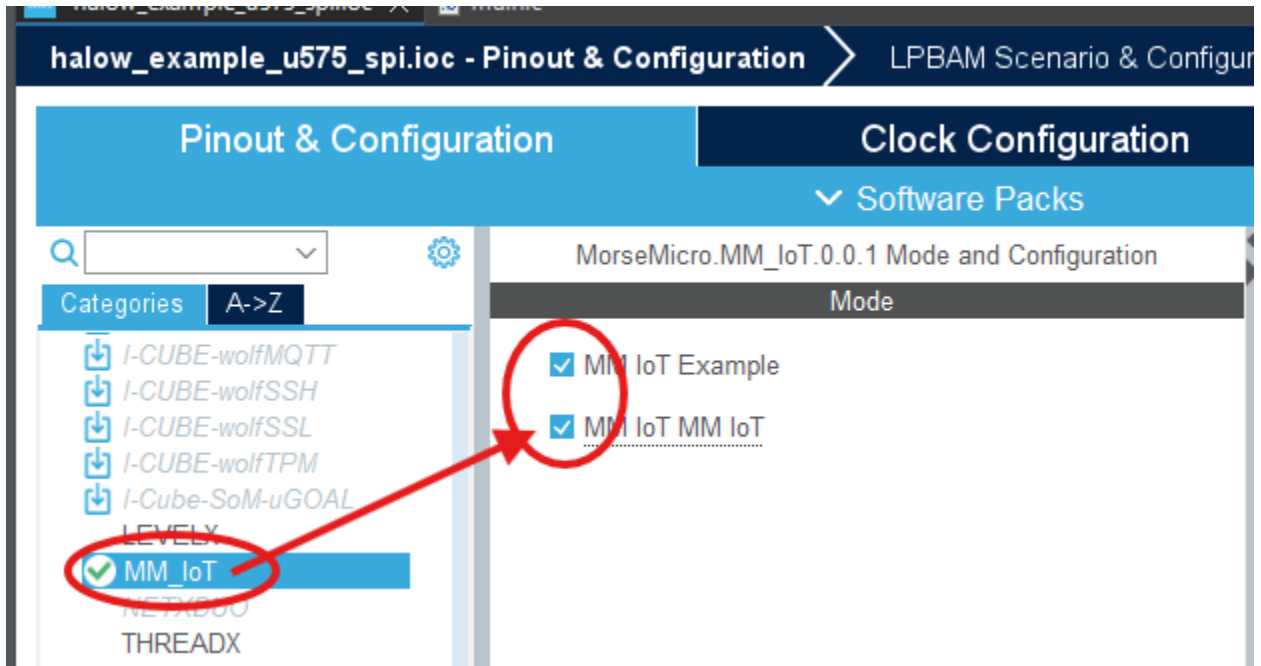 halow_example_u575_spi.ioc
halow_example_u575_spi.ioc - Pinout & Configuration
LPBAM Scenario & Configur
Pinout & Configuration
Clock Configuration
Software Packs
MorseMicro.MM_IoT.0.0.1 Mode and Configuration
Categories
A->Z
Mode
I-CUBE-wolfMQTT
I-CUBE-wolfSSH
I-CUBE-wolfSSL
I-CUBE-wolfTPM
I-Cube-SoM-uGOAL
LEVELX
MM_IoT
NETXDUO
THREADX
MM IoT Example
MM IoT MM IoT